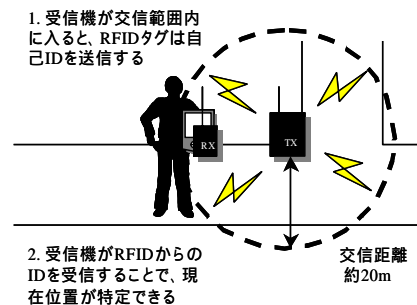 1. 受信機が交信範囲内
に入ると、RFIDタグは自
己IDを送信する
RX
TX
2. 受信機がRFIDからの
IDを受信することで、現
在位置が特定できる
交信距離
約20m